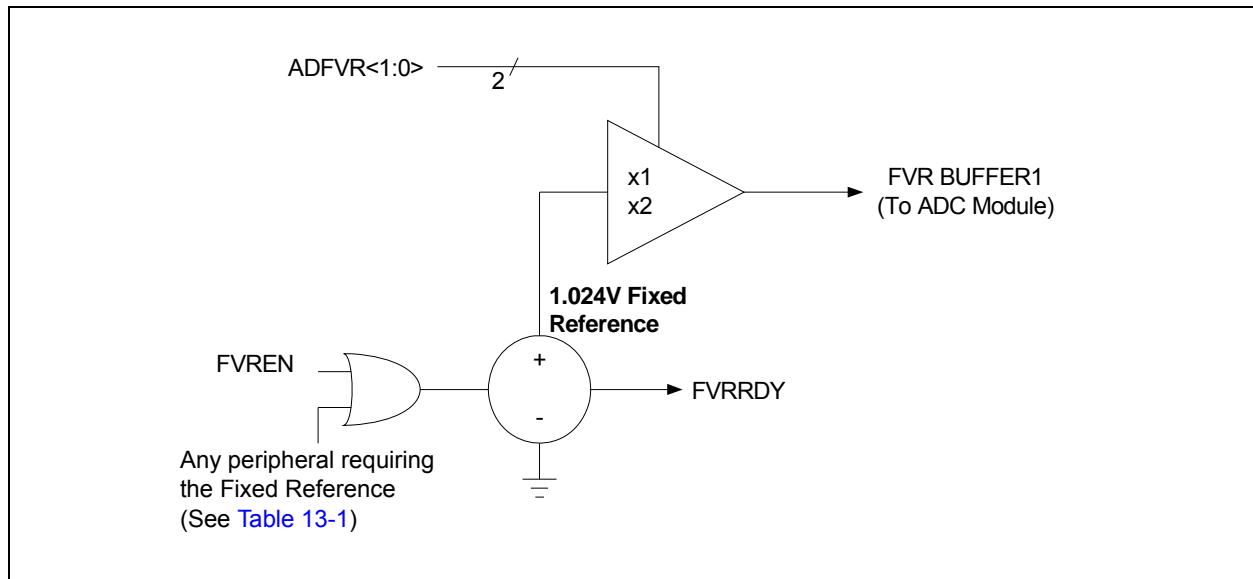 ADFVR<1:0>
2
x1
x2
FVR BUFFER1
(To ADC Module)
1.024V Fixed
Reference
+
-
FVREN
FVRRDY
Any peripheral requiring
the Fixed Reference
(See Table 13-1)